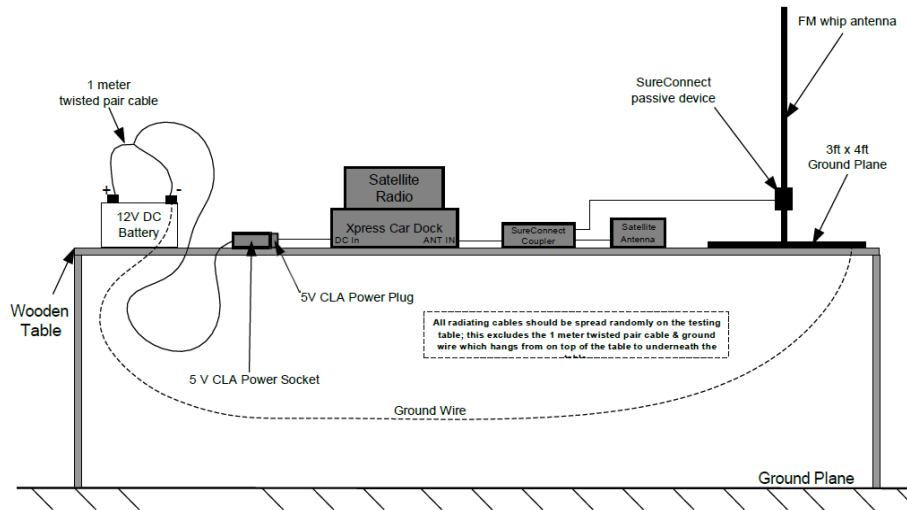 FM whip antenna
1 meter
twisted pair cable
SureConnect
passive device
3ft x 4ft
Ground Plane
Satellite
Radio
+
-
12V DC
Battery
Xpress Car Dock
DC In
ANT IN
SureConnect
Coupler
Satellite
Antenna
Wooden
Table
5V CLA Power Plug
All radiating cables should be spread randomly on the testing
table; this excludes the 1 meter twisted pair cable & ground
wire which hangs from on top of the table to underneath the
5 V CLA Power Socket
Ground Wire
Ground Plane